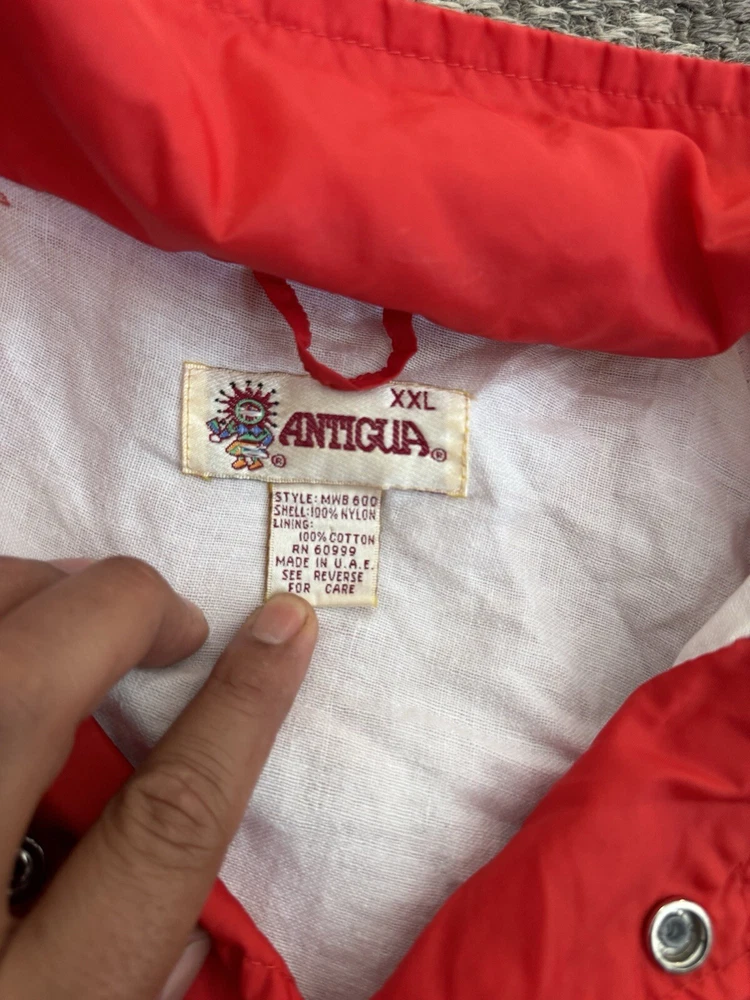 XXL
ANTIGUA
®
®
STYLE: MWB 600
SHELL: 100% NYLON
LINING:
100% COTTON
RN 60999
MADE IN U.A.E.
SEE REVERSE
FOR CARE